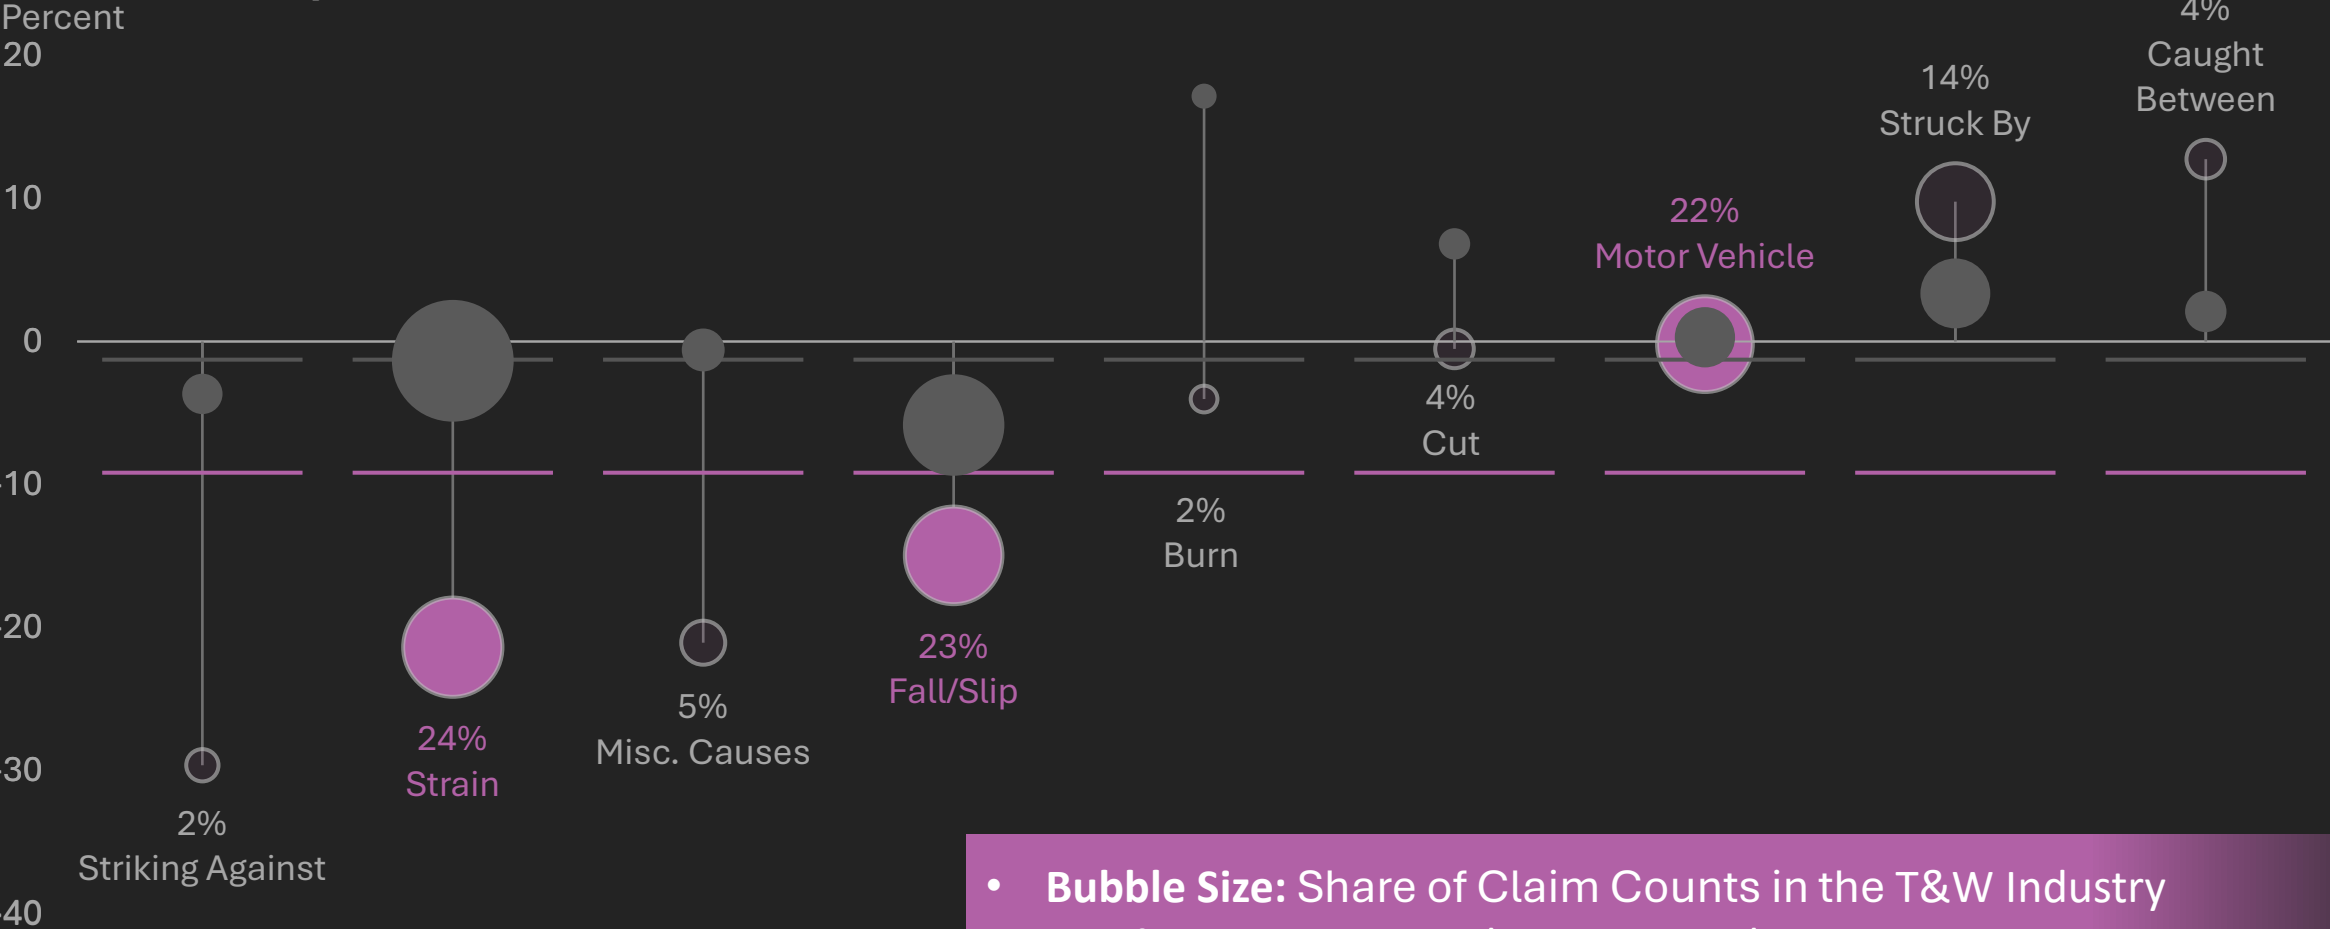 Percent
20
10
0
-10
-20
-30
-40
2%
Striking Against
24%
Strain
5%
Misc. Causes
23%
Fall/Slip
2%
Burn
4%
Cut
22%
Motor Vehicle
14%
Struck By
4%
Caught
Between
• Bubble Size: Share of Claim Counts in the T&W Industry